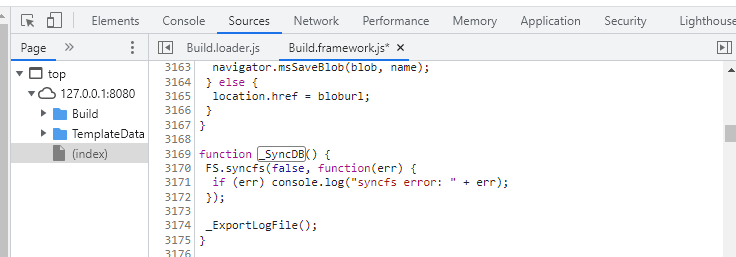 Elements Console Sources Network Performance Memory Application Security Lighthouse
Page » Build.loader.js Build.framework.js* ×
top
127.0.0.1:8080
Build
TemplateData
(index)
3163 navigator.msSaveBlob(blob, name);
3164 } else {
3165 location.href = bloburl;
3166 }
3167 }
3168
3169 function _SyncDB() {
3170 FS.syncfs(false, function(err) {
3171 if (err) console.log("syncfs error: " + err);
3172 });
3173
3174 _ExportLogFile();
3175 }
3176